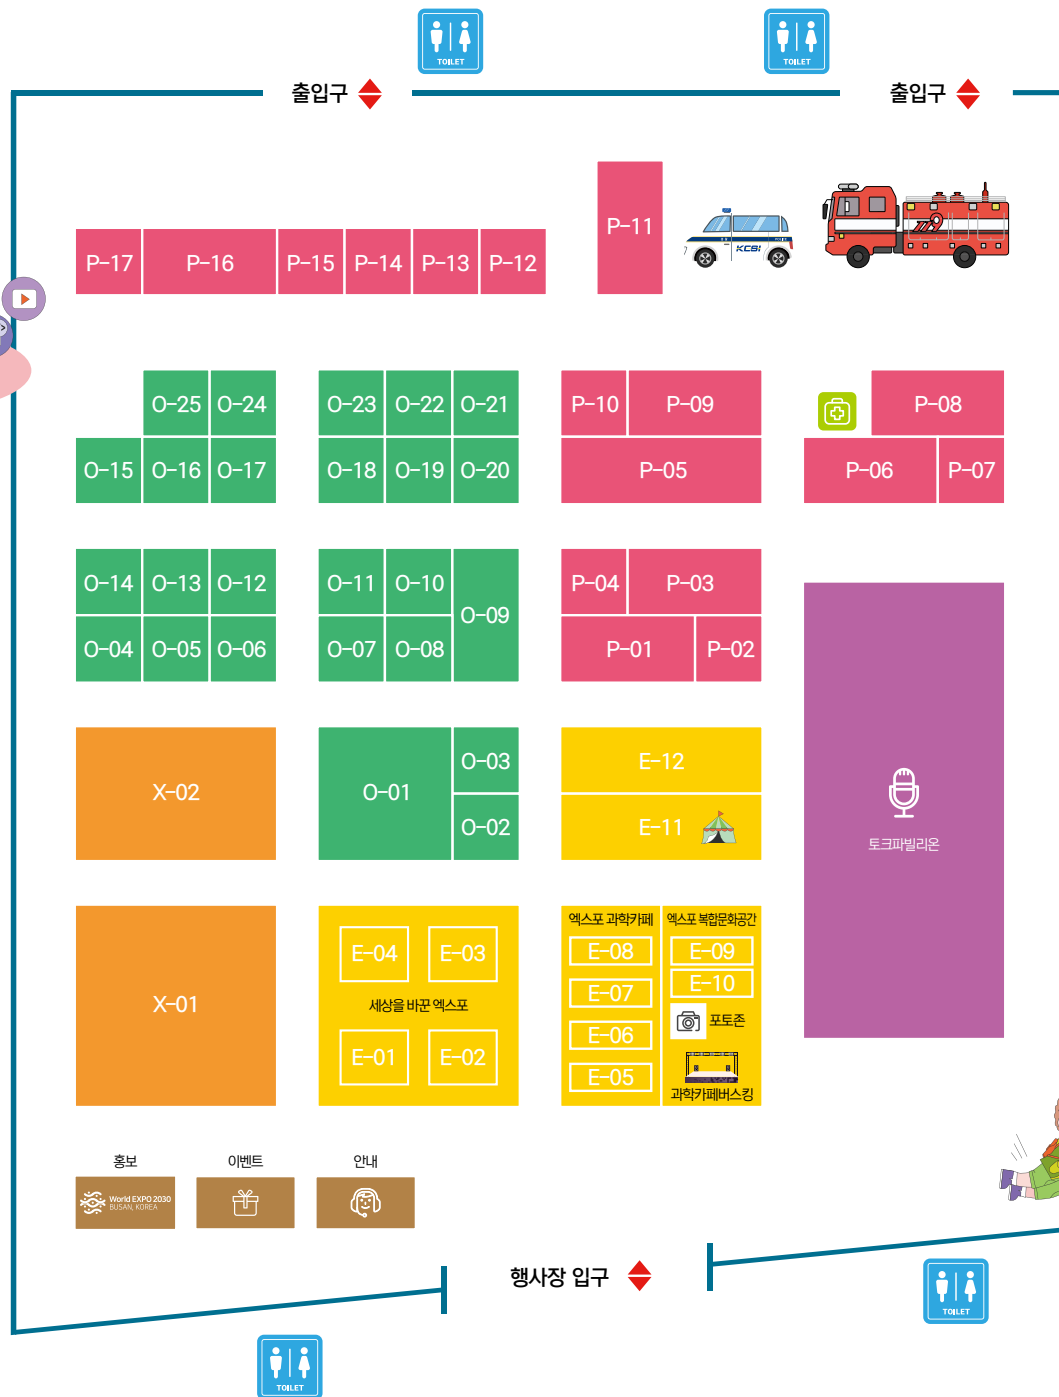 TOILET
TOILET
출입구
출입구
P-11
KCSI
119
P-17
P-16
P-15
P-14
P-13
P-12
O-25
O-24
O-23
O-22
O-21
P-10
P-09
P-08
O-15
O-16
O-17
O-18
O-19
O-20
P-05
P-06
P-07
O-14
O-13
O-12
O-11
O-10
O-09
P-04
P-03
O-04
O-05
O-06
O-07
O-08
P-01
P-02
X-02
O-01
O-03
O-02
E-12
E-11
토크파빌리온
X-01
E-04
E-03
세상을 바꾼 엑스포
E-01
E-02
엑스포 과학카페
E-08
E-07
E-06
E-05
엑스포 복합문화공간
E-09
E-10
포토존
과학카페버스킹
홍보
이벤트
안내
World EXPO 2030
BUSAN, KOREA
행사장 입구
TOILET
TOILET